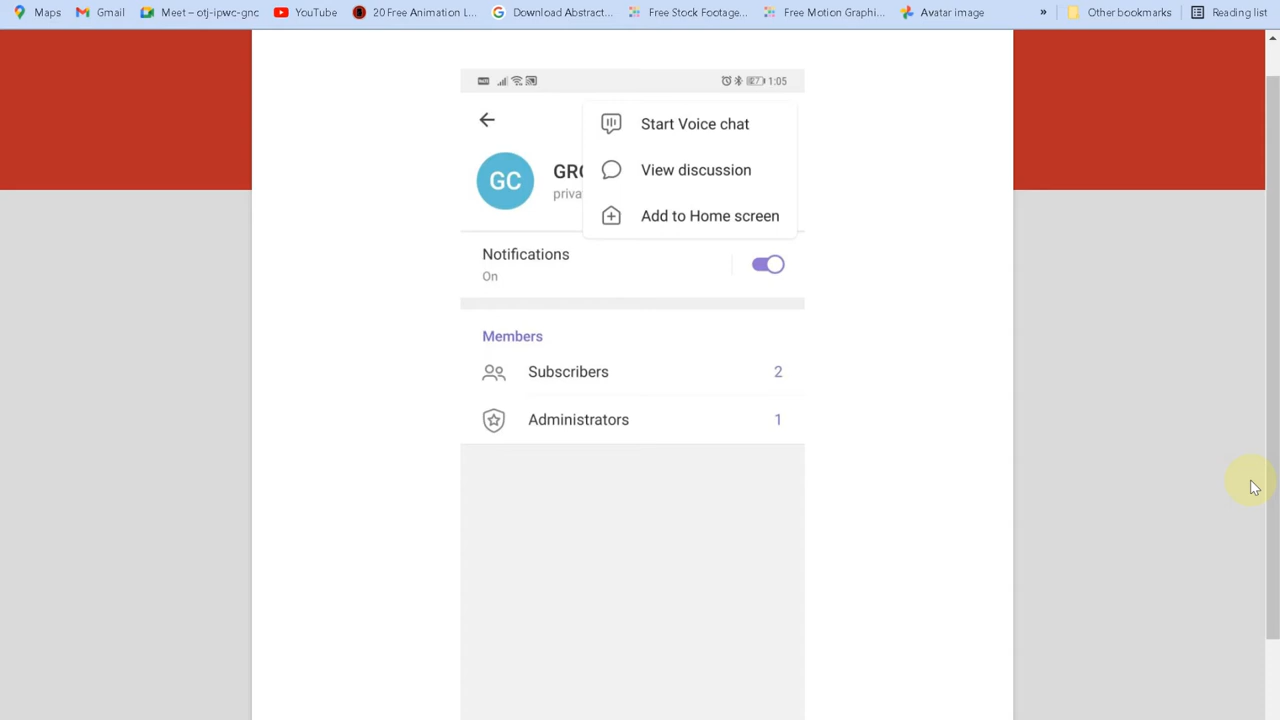 Maps Gmail Meet – otj-ipwc-gnc YouTube 20 Free Animation L... Download Abstract... Free Stock Footage... Free Motion Graphi... Avatar image » Other bookmarks Reading list
1:05
Start Voice chat
GC
GRO
View discussion
priva
Add to Home screen
Notifications
On
Members
Subscribers 2
Administrators 1